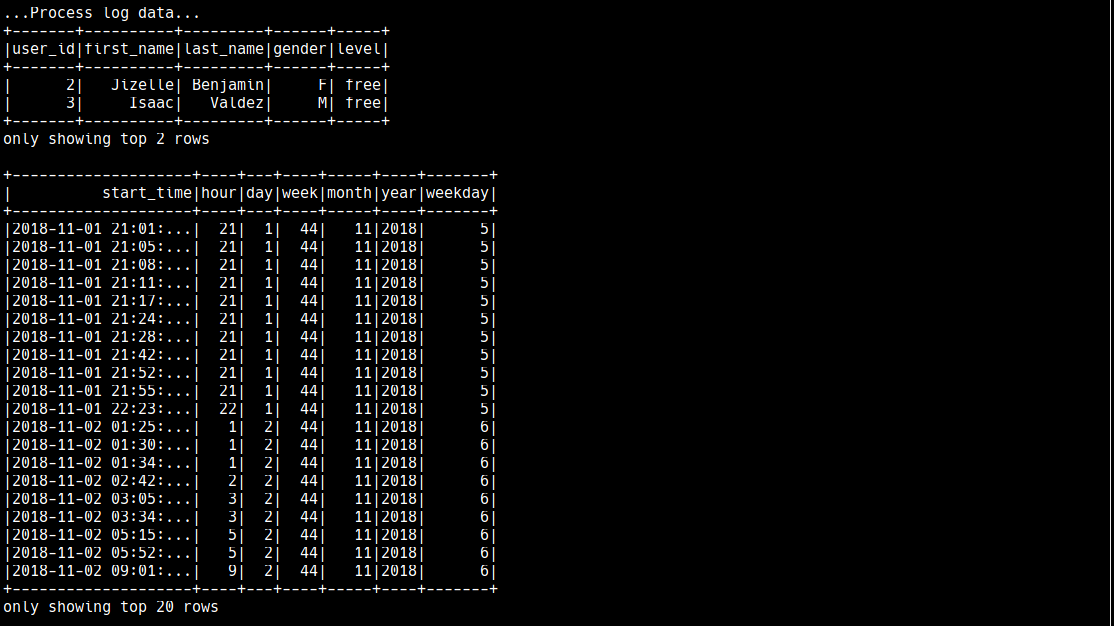 ...Process log data...
+-------+----------+---------+------+-----+
|user_id|first_name|last_name|gender|level|
+-------+----------+---------+------+-----+
|      2|   Jizelle| Benjamin|     F| free|
|      3|     Isaac|   Valdez|     M| free|
+-------+----------+---------+------+-----+
only showing top 2 rows

+--------------------+----+---+----+-----+----+-------+
|          start_time|hour|day|week|month|year|weekday|
+--------------------+----+---+----+-----+----+-------+
|2018-11-01 21:01:...|  21|  1|  44|   11|2018|      5|
|2018-11-01 21:05:...|  21|  1|  44|   11|2018|      5|
|2018-11-01 21:08:...|  21|  1|  44|   11|2018|      5|
|2018-11-01 21:11:...|  21|  1|  44|   11|2018|      5|
|2018-11-01 21:17:...|  21|  1|  44|   11|2018|      5|
|2018-11-01 21:24:...|  21|  1|  44|   11|2018|      5|
|2018-11-01 21:28:...|  21|  1|  44|   11|2018|      5|
|2018-11-01 21:42:...|  21|  1|  44|   11|2018|      5|
|2018-11-01 21:52:...|  21|  1|  44|   11|2018|      5|
|2018-11-01 21:55:...|  21|  1|  44|   11|2018|      5|
|2018-11-01 22:23:...|  22|  1|  44|   11|2018|      5|
|2018-11-02 01:25:...|   1|  2|  44|   11|2018|      6|
|2018-11-02 01:30:...|   1|  2|  44|   11|2018|      6|
|2018-11-02 01:34:...|   1|  2|  44|   11|2018|      6|
|2018-11-02 02:42:...|   2|  2|  44|   11|2018|      6|
|2018-11-02 03:05:...|   3|  2|  44|   11|2018|      6|
|2018-11-02 03:34:...|   3|  2|  44|   11|2018|      6|
|2018-11-02 05:15:...|   5|  2|  44|   11|2018|      6|
|2018-11-02 05:52:...|   5|  2|  44|   11|2018|      6|
|2018-11-02 09:01:...|   9|  2|  44|   11|2018|      6|
+--------------------+----+---+----+-----+----+-------+
only showing top 20 rows